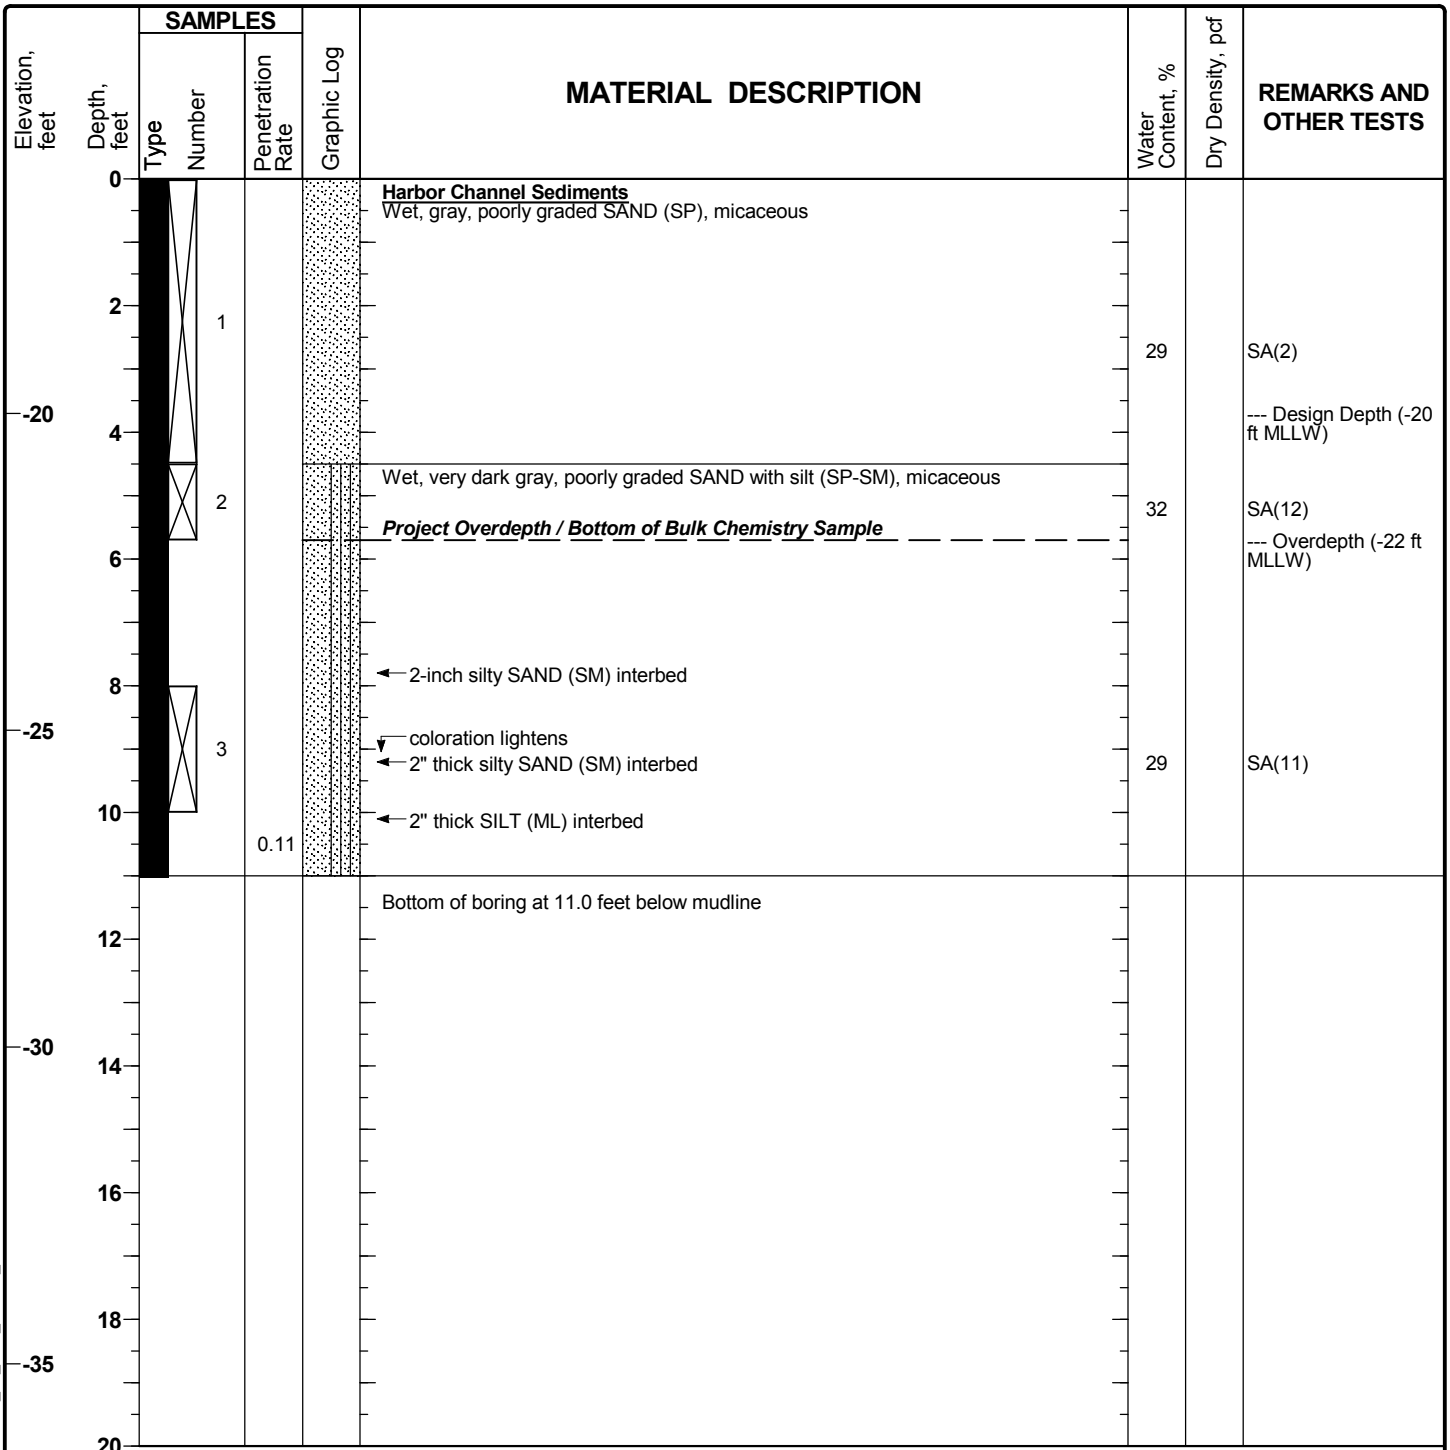 SAMPLES
Elevation,
feet
Depth,
feet
Type
Number
Penetration
Rate
Graphic Log
MATERIAL DESCRIPTION
Water
Content, %
Dry Density, pcf
REMARKS AND
OTHER TESTS
0
Harbor Channel Sediments
Wet, gray, poorly graded SAND (SP), micaceous
2
1
29
SA(2)
-20
--- Design Depth (-20
ft MLLW)
4
Wet, very dark gray, poorly graded SAND with silt (SP-SM), micaceous
2
32
SA(12)
Project Overdepth / Bottom of Bulk Chemistry Sample
--- Overdepth (-22 ft
MLLW)
6
2-inch silty SAND (SM) interbed
8
-25
coloration lightens
3
2" thick silty SAND (SM) interbed
29
SA(11)
10
2" thick SILT (ML) interbed
0.11
Bottom of boring at 11.0 feet below mudline
12
-30
14
16
18
-35
20